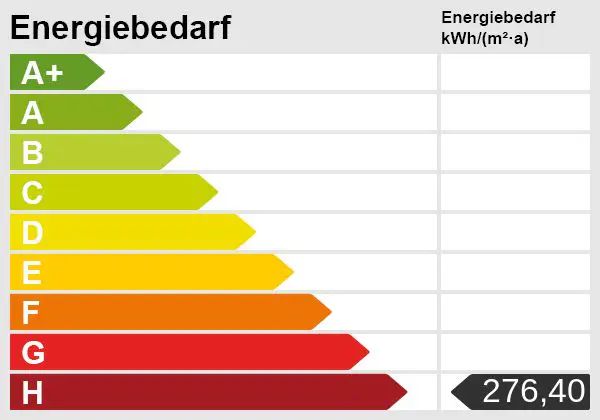 Energiebedarf
Energiebedarf
kWh/(m²·a)
A+
A
B
C
D
E
F
G
H 276,40